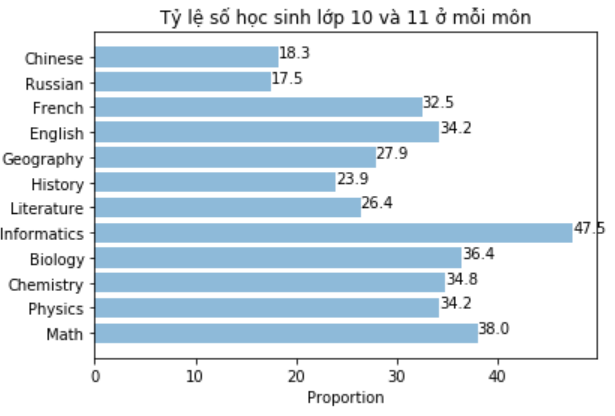 Tỷ lệ số học sinh lớp 10 và 11 ở mỗi môn
Chinese 18.3
Russian 17.5
French 32.5
English 34.2
Geography 27.9
History 23.9
Literature 26.4
Informatics 47.5
Biology 36.4
Chemistry 34.8
Physics 34.2
Math 38.0
0 10 20 30 40
Proportion